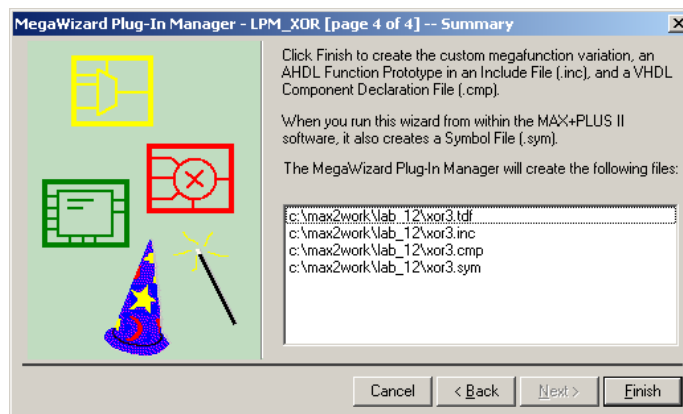 MegaWizard Plug-In Manager - LPM_XOR [page 4 of 4] -- Summary
Click Finish to create the custom megafunction variation, an
AHDL Function Prototype in an Include File (.inc), and a VHDL
Component Declaration File (.cmp).
When you run this wizard from within the MAX+PLUS II
software, it also creates a Symbol File (.sym).
The MegaWizard Plug-In Manager will create the following files:
c:\max2work\lab_12\xor3.tdf
c:\max2work\lab_12\xor3.inc
c:\max2work\lab_12\xor3.cmp
c:\max2work\lab_12\xor3.sym
Cancel < Back Next > Finish